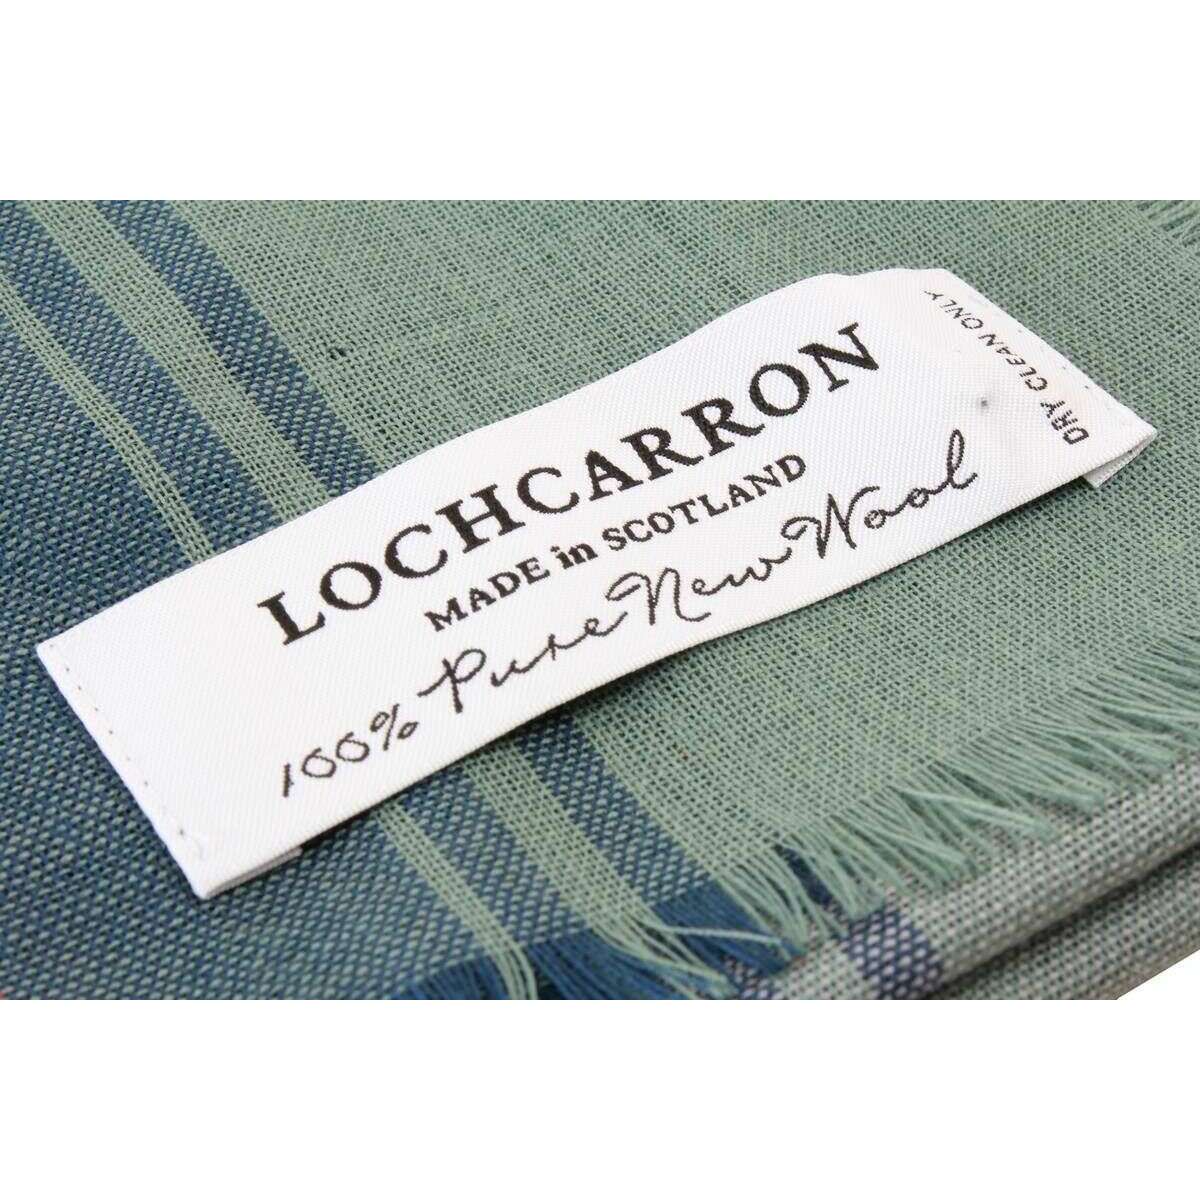 LOCHCARRON
MADE in SCOTLAND
100% Pure New Wool
DRY CLEAN ONLY